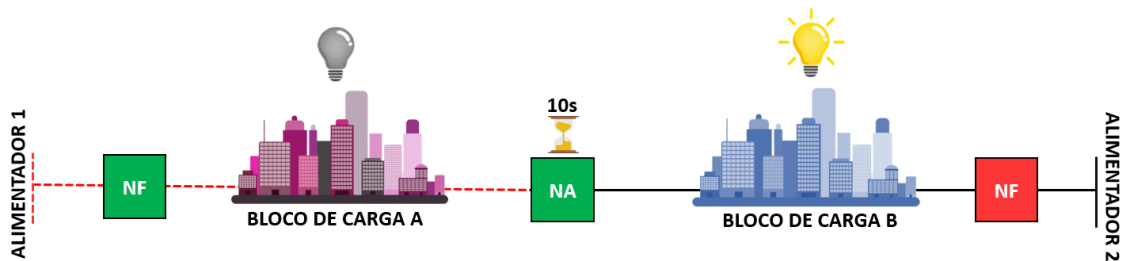 ALIMENTADOR 1
NF
BLOCO DE CARGA A
10s
NA
BLOCO DE CARGA B
NF
ALIMENTADOR 2